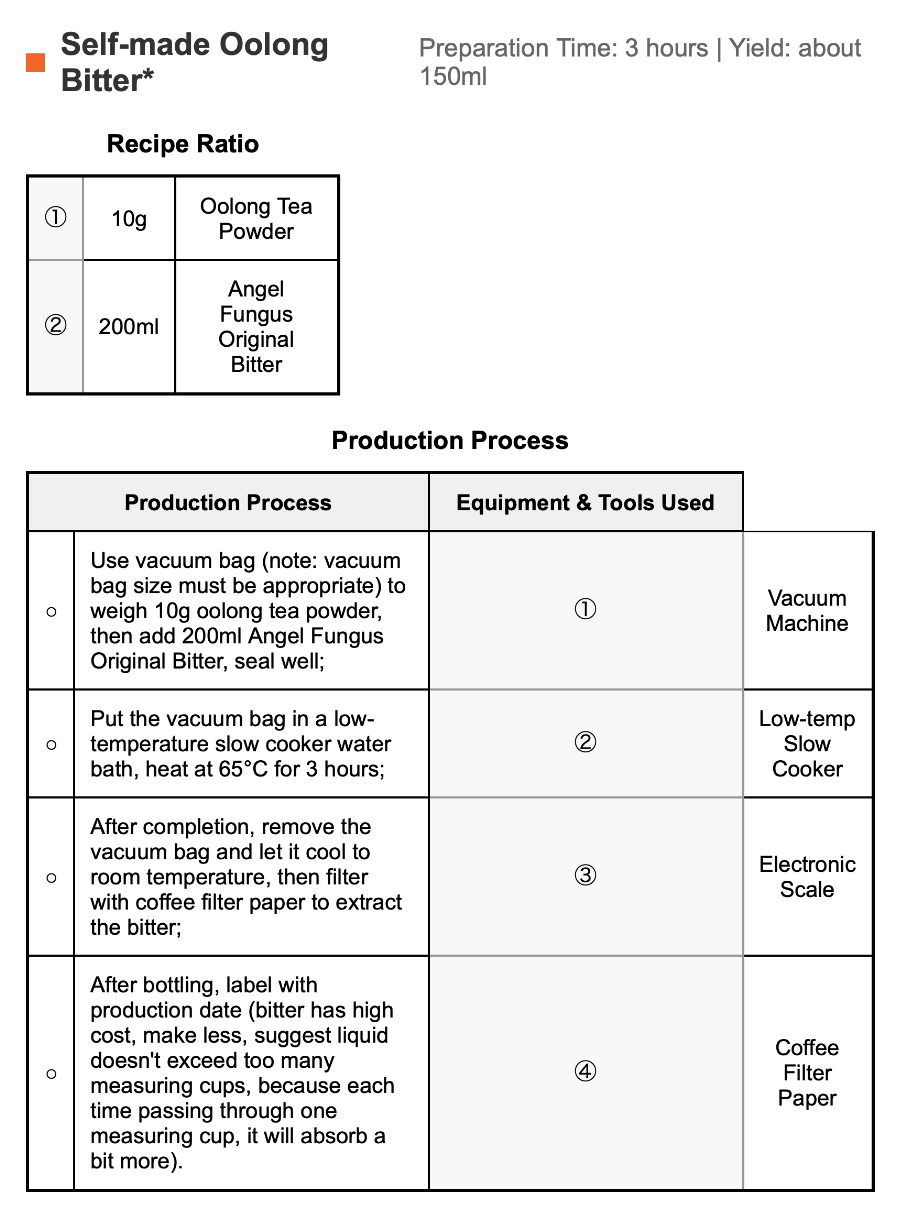 Self-made Oolong
Bitter*
Preparation Time: 3 hours | Yield: about
150ml
Recipe Ratio
① 10g Oolong Tea
Powder
② 200ml Angel
Fungus
Original
Bitter
Production Process
Production Process Equipment & Tools Used
○ Use vacuum bag (note: vacuum
bag size must be appropriate) to
weigh 10g oolong tea powder,
then add 200ml Angel Fungus
Original Bitter, seal well;
① Vacuum
Machine
○ Put the vacuum bag in a low-
temperature slow cooker water
bath, heat at 65°C for 3 hours;
② Low-temp
Slow
Cooker
○ After completion, remove the
vacuum bag and let it cool to
room temperature, then filter
with coffee filter paper to extract
the bitter;
③ Electronic
Scale
○ After bottling, label with
production date (bitter has high
cost, make less, suggest liquid
doesn't exceed too many
measuring cups, because each
time passing through one
measuring cup, it will absorb a
bit more).
④ Coffee
Filter
Paper